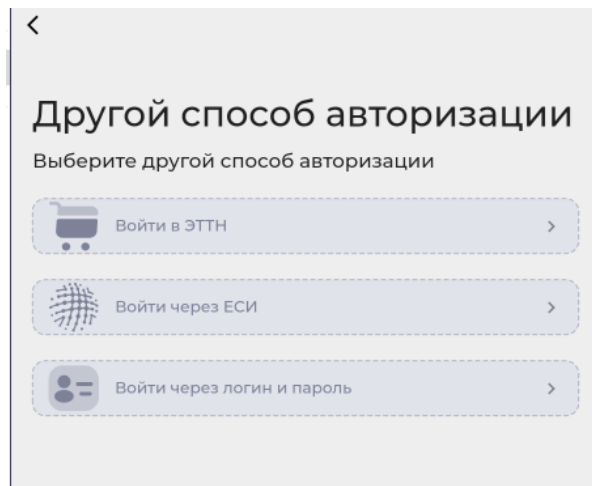 Другой способ авторизации
Выберите другой способ авторизации
Войти в ЭТТН
Войти через ЕСИ
Войти через логин и пароль